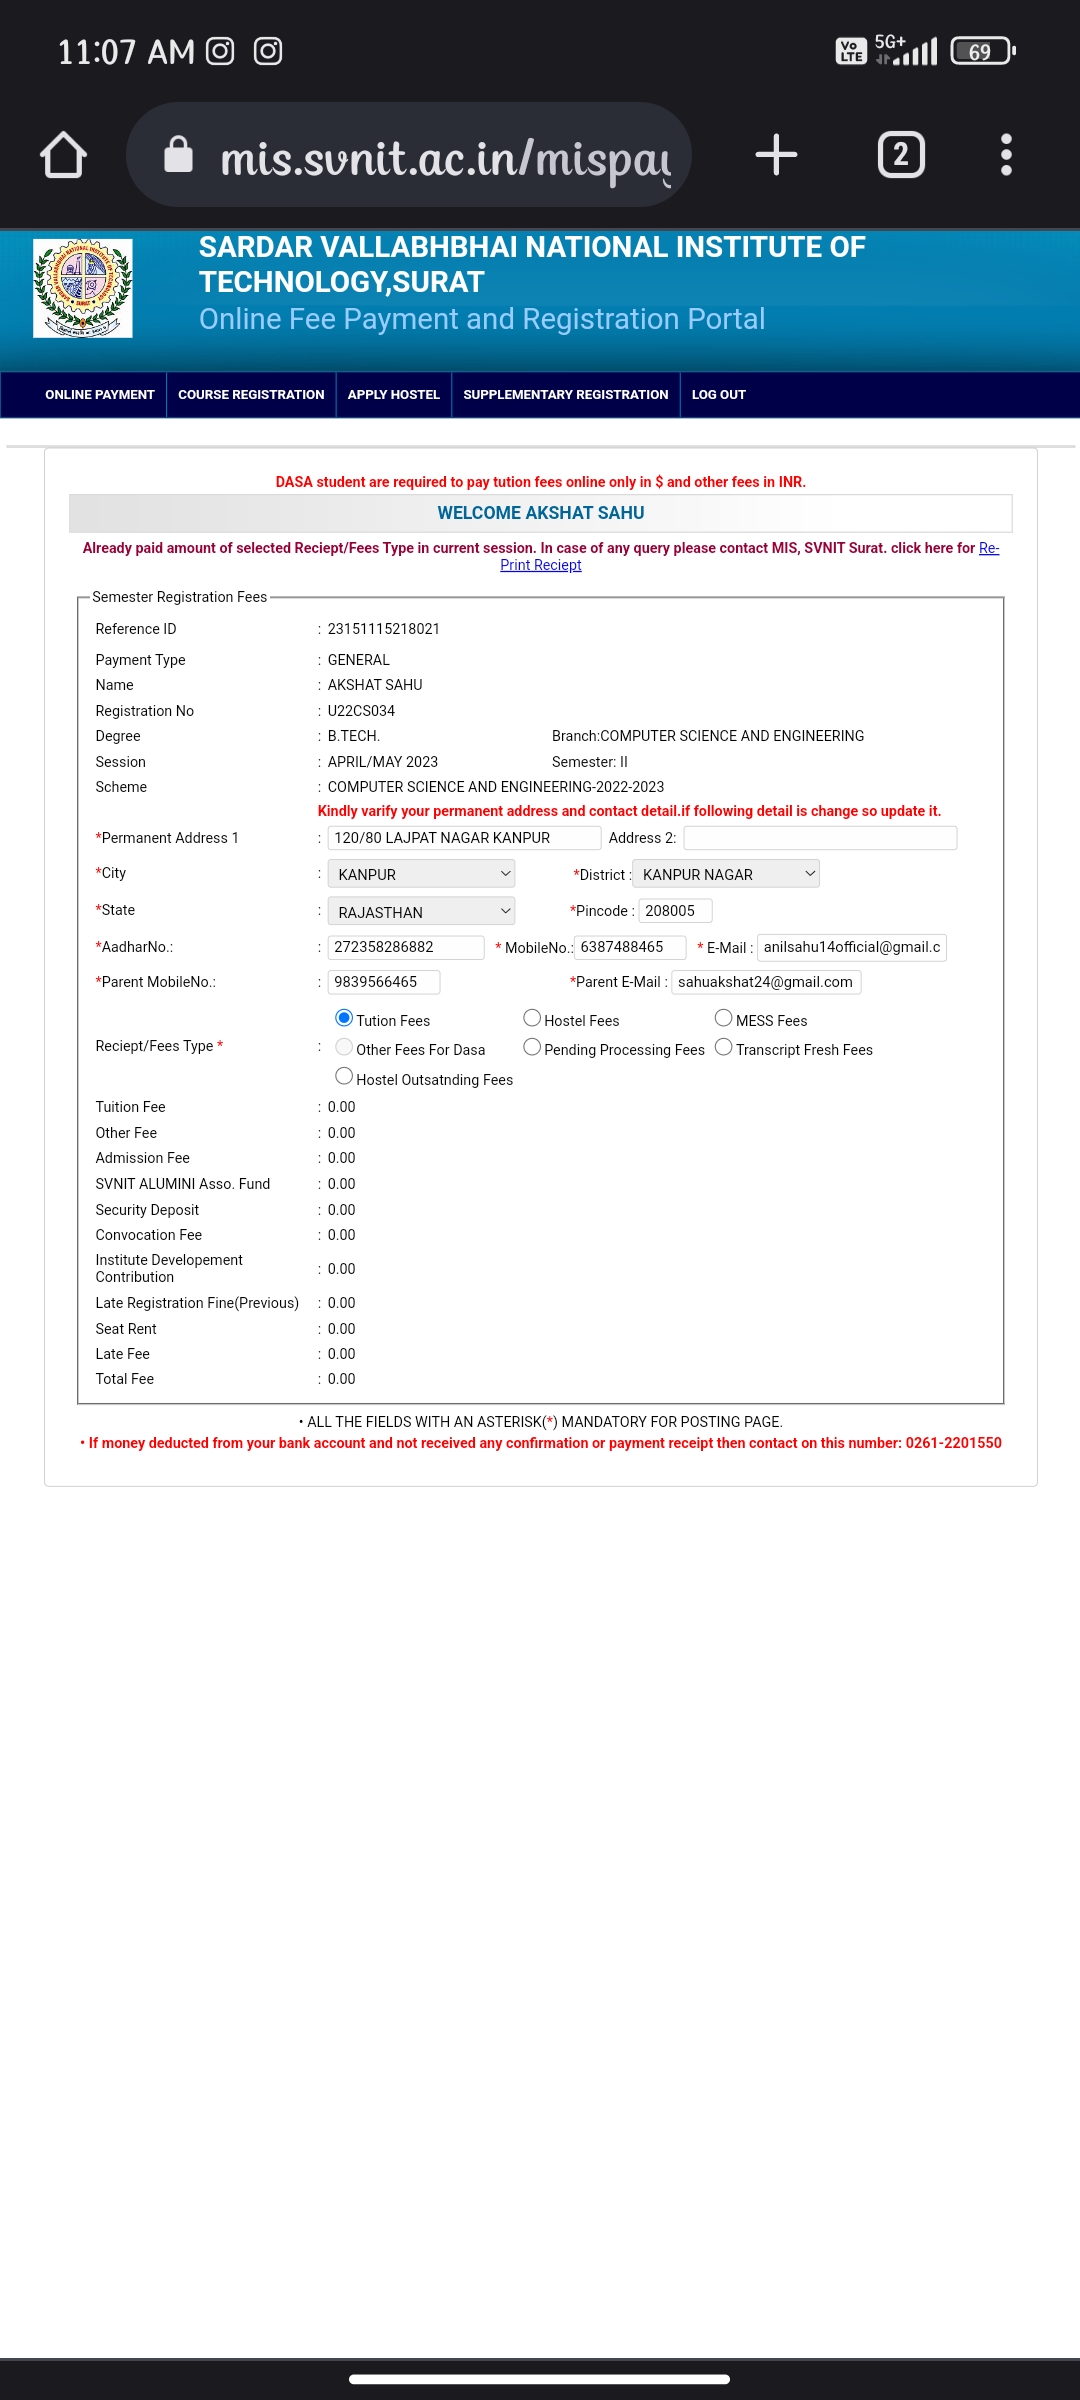 11:07 AM
Vo LTE 5G+ 69
mis.svnit.ac.in/mispay
2
SARDAR VALLABHBHAI NATIONAL INSTITUTE OF
TECHNOLOGY,SURAT
Online Fee Payment and Registration Portal
ONLINE PAYMENT COURSE REGISTRATION APPLY HOSTEL SUPPLEMENTARY REGISTRATION LOG OUT
DASA student are required to pay tution fees online only in $ and other fees in INR.
WELCOME AKSHAT SAHU
Already paid amount of selected Reciept/Fees Type in current session. In case of any query please contact MIS, SVNIT Surat. click here for Re-
Print Reciept
Semester Registration Fees
Reference ID : 23151115218021
Payment Type : GENERAL
Name : AKSHAT SAHU
Registration No : U22CS034
Degree : B.TECH. Branch:COMPUTER SCIENCE AND ENGINEERING
Session : APRIL/MAY 2023 Semester: II
Scheme : COMPUTER SCIENCE AND ENGINEERING-2022-2023
Kindly varify your permanent address and contact detail.if following detail is change so update it.
*Permanent Address 1 : 120/80 LAJPAT NAGAR KANPUR Address 2:
*City : KANPUR *District : KANPUR NAGAR
*State : RAJASTHAN *Pincode : 208005
*AadharNo.: : 272358286882 * MobileNo.: 6387488465 * E-Mail : anilsahu14official@gmail.c
*Parent MobileNo.: : 9839566465 *Parent E-Mail : sahuakshat24@gmail.com
Tution Fees Hostel Fees MESS Fees
Reciept/Fees Type * : Other Fees For Dasa Pending Processing Fees Transcript Fresh Fees
Hostel Outsatnding Fees
Tuition Fee : 0.00
Other Fee : 0.00
Admission Fee : 0.00
SVNIT ALUMINI Asso. Fund : 0.00
Security Deposit : 0.00
Convocation Fee : 0.00
Institute Developement
Contribution : 0.00
Late Registration Fine(Previous) : 0.00
Seat Rent : 0.00
Late Fee : 0.00
Total Fee : 0.00
• ALL THE FIELDS WITH AN ASTERISK(*) MANDATORY FOR POSTING PAGE.
• If money deducted from your bank account and not received any confirmation or payment receipt then contact on this number: 0261-2201550